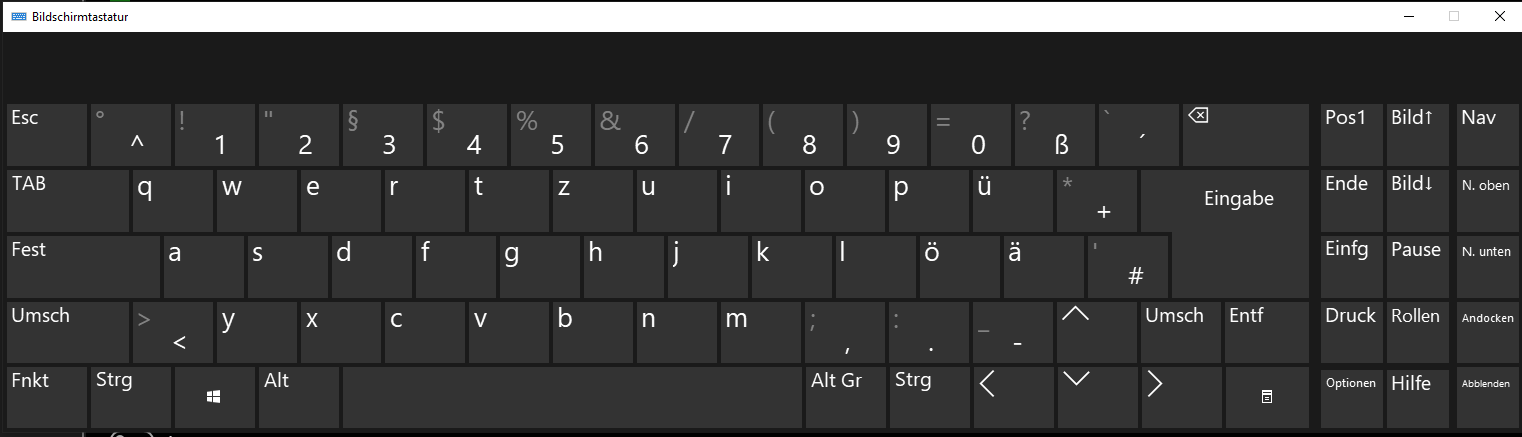 Bildschirmtastatur
Esc ° ^ ! 1 " 2 § 3 $ 4 % 5 & 6 / 7 ( 8 ) 9 = 0 ? ß ` ´ Pos1 Bild↑ Nav
TAB q w e r t z u i o p ü * + Eingabe Ende Bild↓ N. oben
Fest a s d f g h j k l ö ä ' # Einfg Pause N. unten
Umsch > < y x c v b n m ; , : . _ - Umsch Entf Druck Rollen Andocken
Fnkt Strg Alt Alt Gr Strg Optionen Hilfe Abblenden